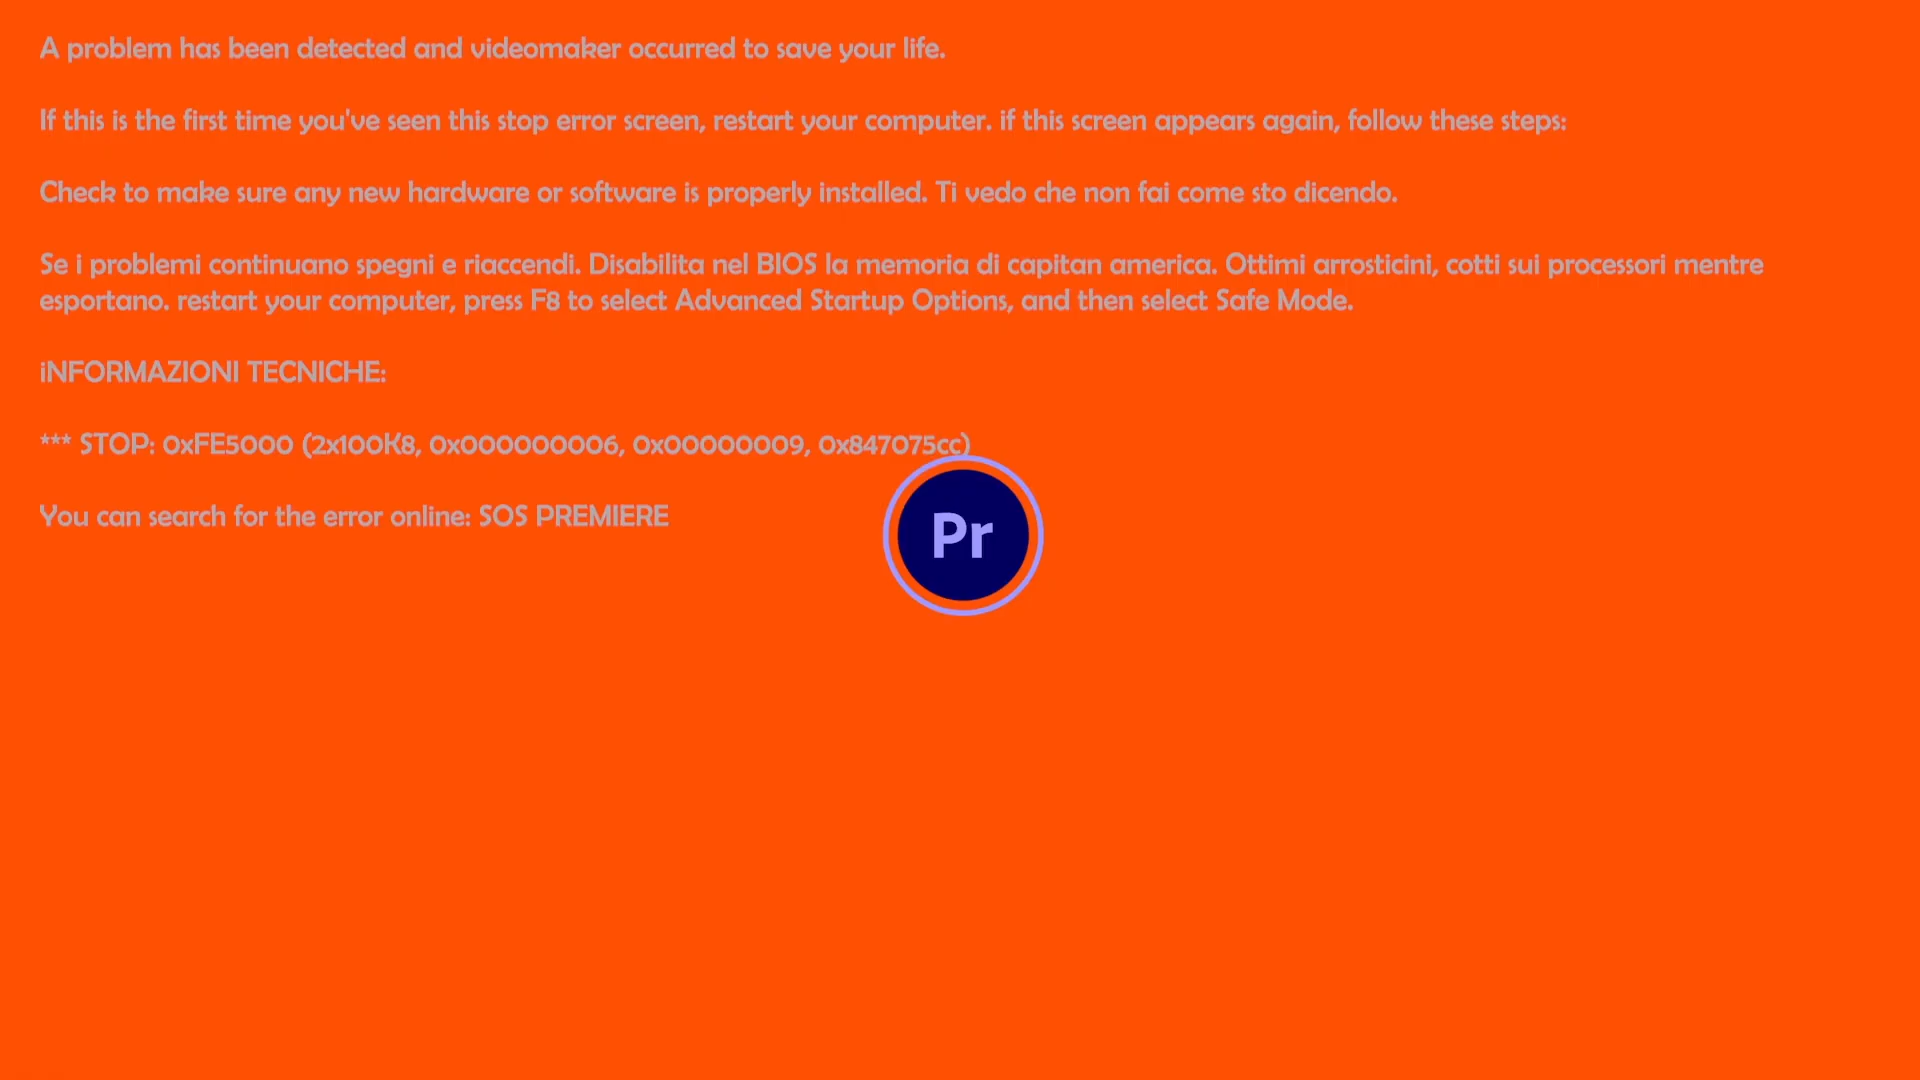 A problem has been detected and videomaker occurred to save your life.
If this is the first time you've seen this stop error screen, restart your computer. if this screen appears again, follow these steps:
Check to make sure any new hardware or software is properly installed. Ti vedo che non fai come sto dicendo.
Se i problemi continuano spegni e riaccendi. Disabilita nel BIOS la memoria di capitan america. Ottimi arrosticini, cotti sui processori mentre
esportano. restart your computer, press F8 to select Advanced Startup Options, and then select Safe Mode.
iNFORMAZIONI TECNICHE:
*** STOP: 0xFE5000 (2x100K8, 0x000000006, 0x00000009, 0x847075cc)
You can search for the error online: SOS PREMIERE
Pr